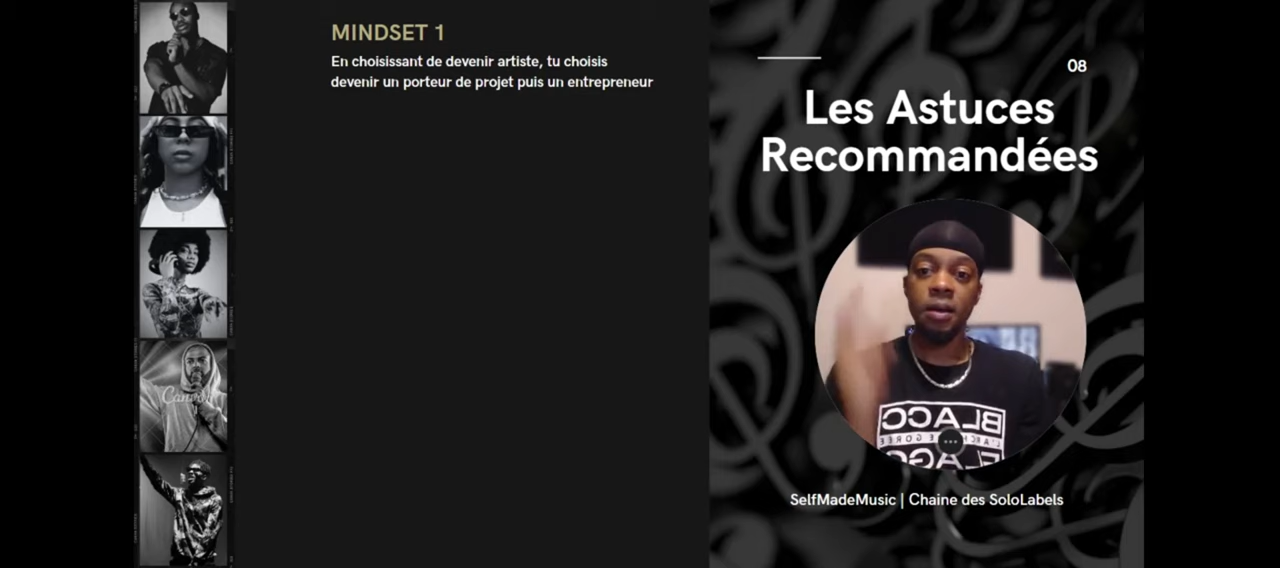 MINDSET 1
En choisissant de devenir artiste, tu choisis
devenir un porteur de projet puis un entrepreneur
08
Les Astuces
Recommandées
BLACC
SelfMadeMusic | Chaine des SoloLabels